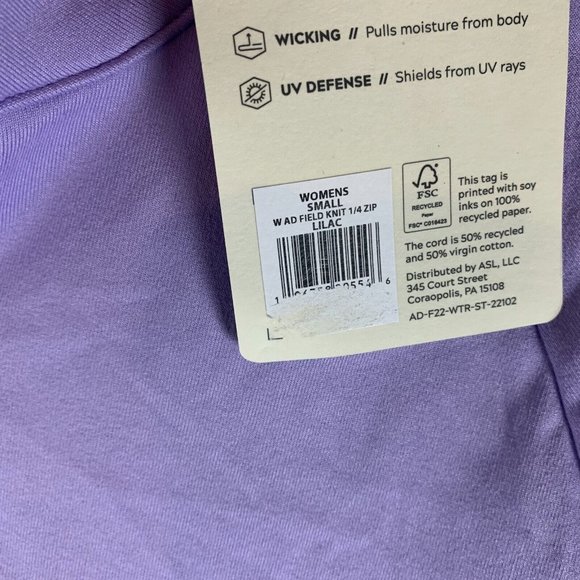 WICKING // Pulls moisture from body
UV DEFENSE // Shields from UV rays
WOMENS
SMALL
W AD FIELD KNIT 1/4 ZIP
LILAC
1
6
FSC
RECYCLED
Paper
FSC® C016423
This tag is
printed with soy
inks on 100%
recycled paper.
The cord is 50% recycled
and 50% virgin cotton.
Distributed by ASL, LLC
345 Court Street
Coraopolis, PA 15108
AD-F22-WTR-ST-22102